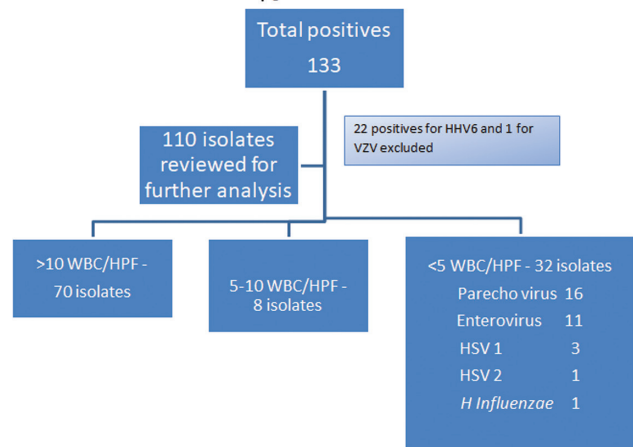 Total positives
133
110 isolates
reviewed for
further analysis
22 positives for HHV6 and 1 for
VZV excluded
>10 WBC/HPF -
70 isolates
5-10 WBC/HPF -
8 isolates
<5 WBC/HPF - 32 isolates
Parecho virus 16
Enterovirus 11
HSV 1 3
HSV 2 1
H Influenzae 1